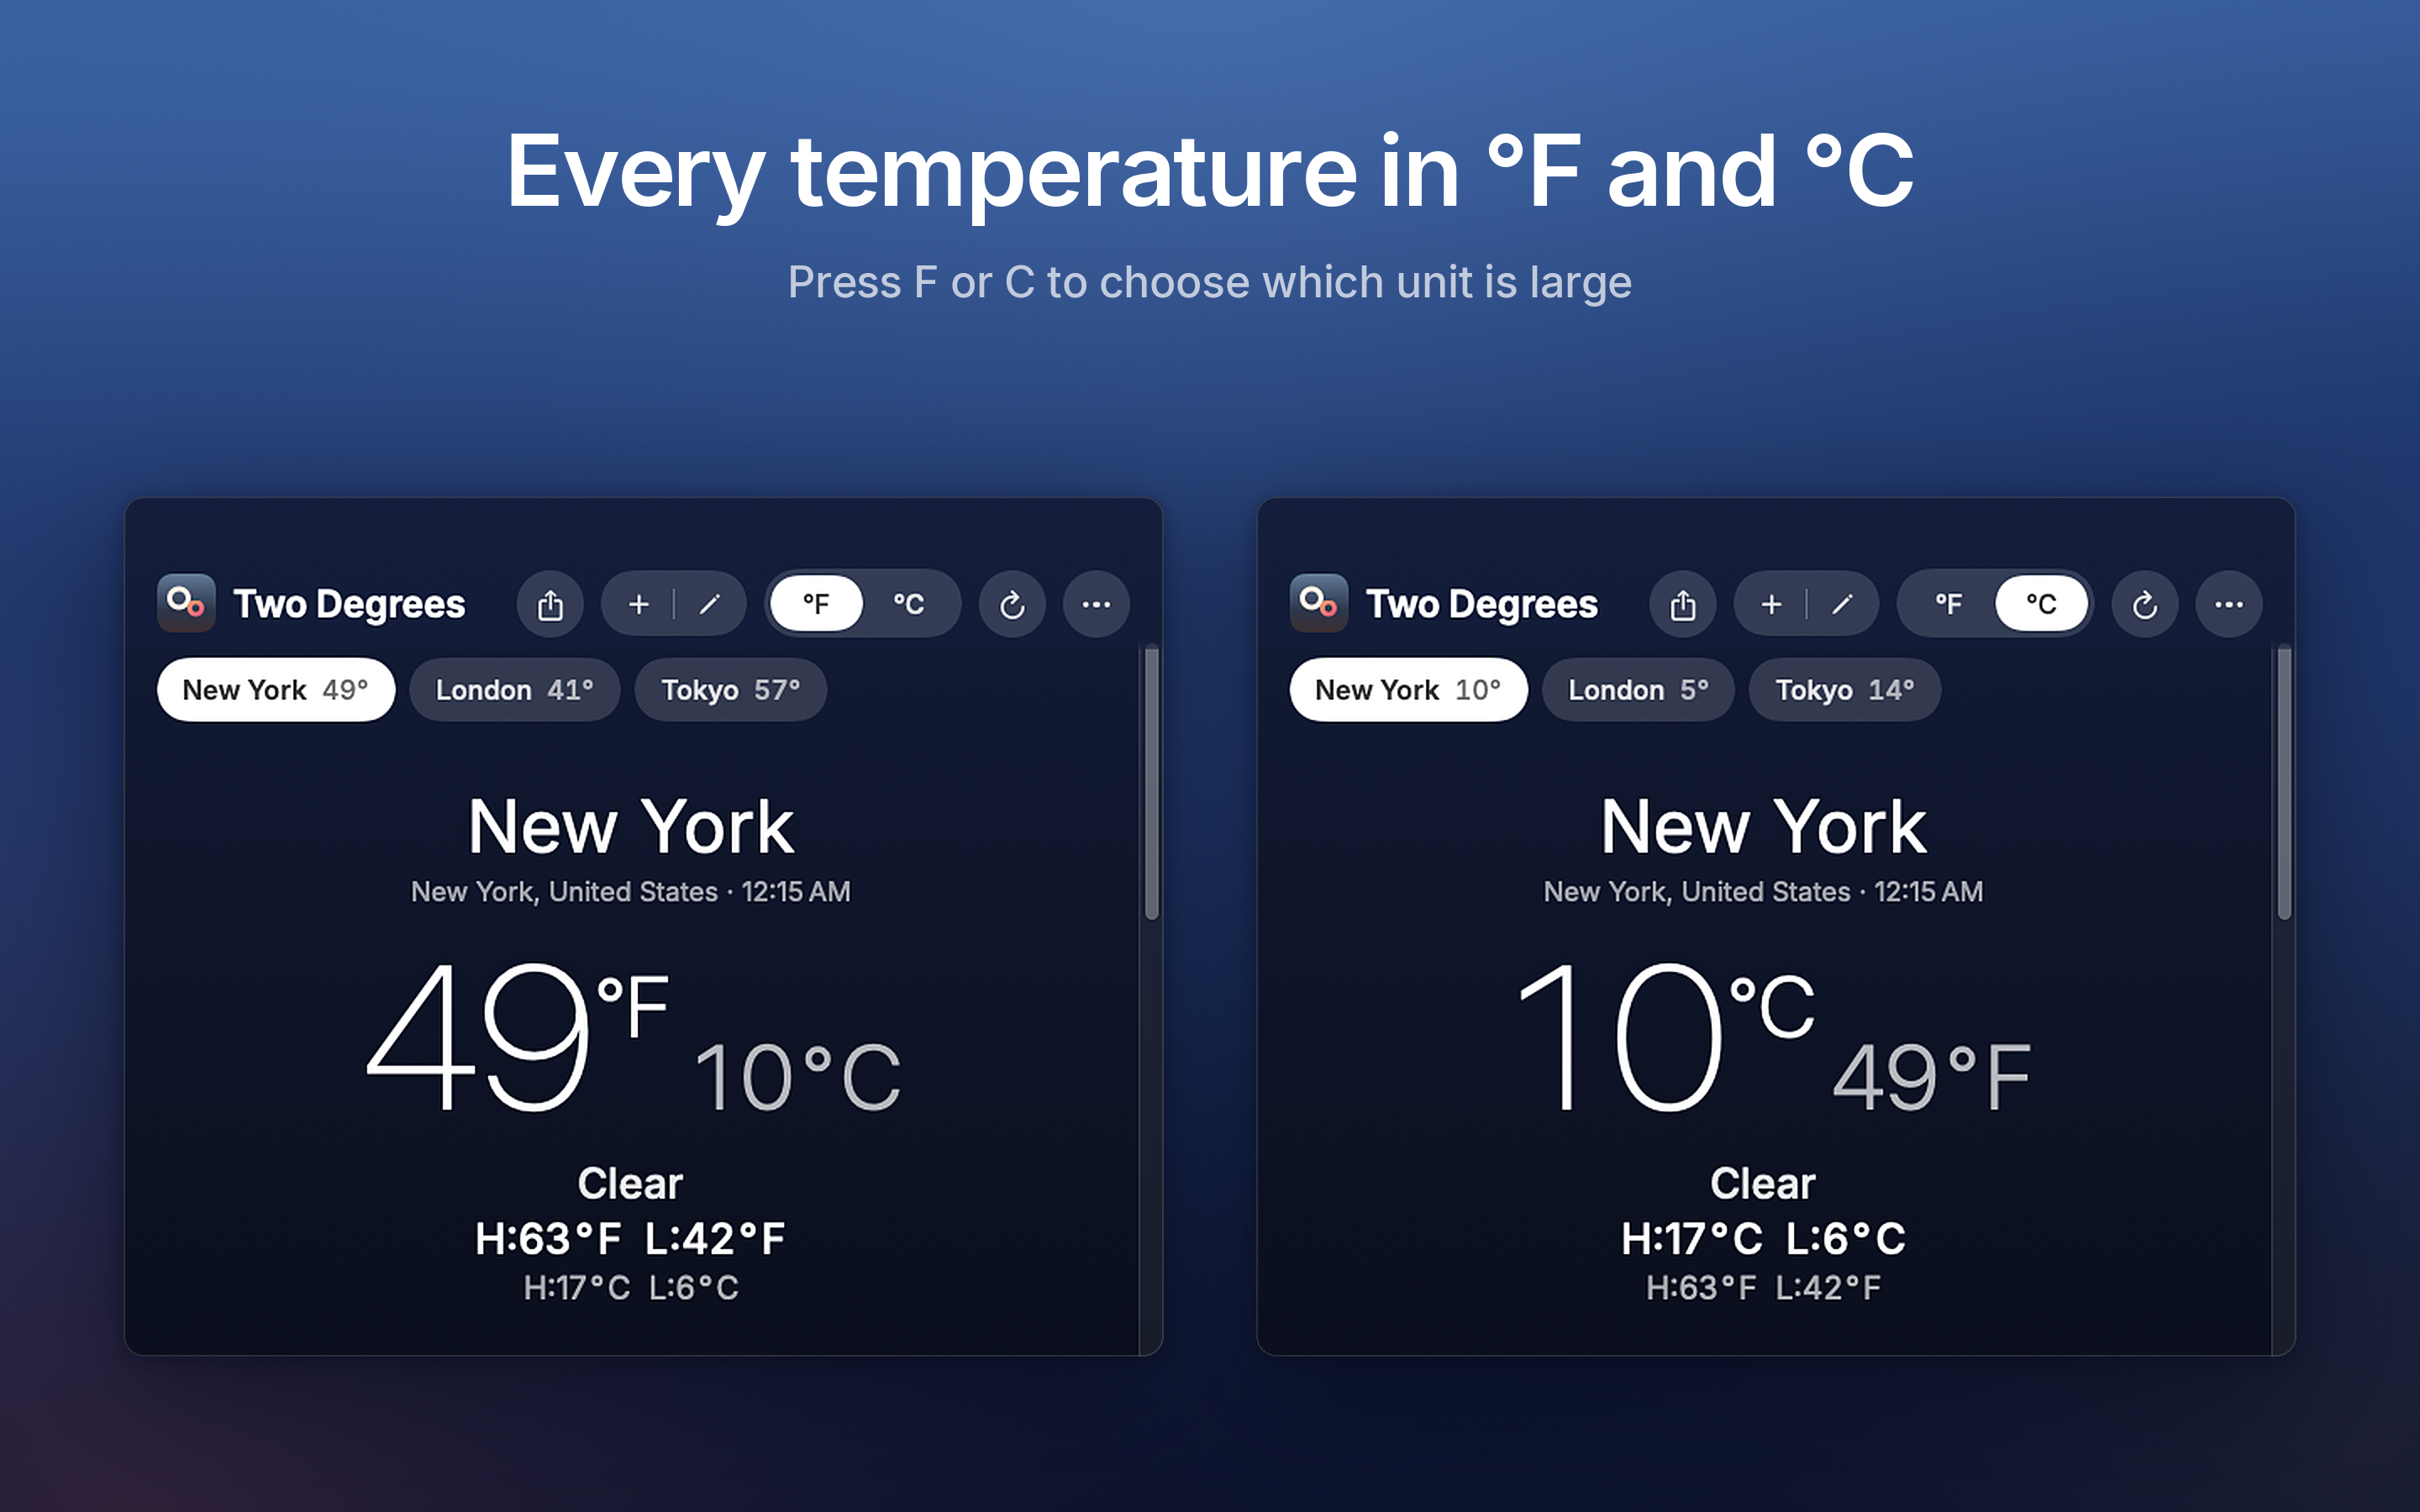 Every temperature in °F and °C
Press F or C to choose which unit is large
Two Degrees
°F °C
New York 49° London 41° Tokyo 57°
New York
New York, United States · 12:15 AM
49°F 10°C
Clear
H:63°F L:42°F
H:17°C L:6°C
Two Degrees
°F °C
New York 10° London 5° Tokyo 14°
New York
New York, United States · 12:15 AM
10°C 49°F
Clear
H:17°C L:6°C
H:63°F L:42°F